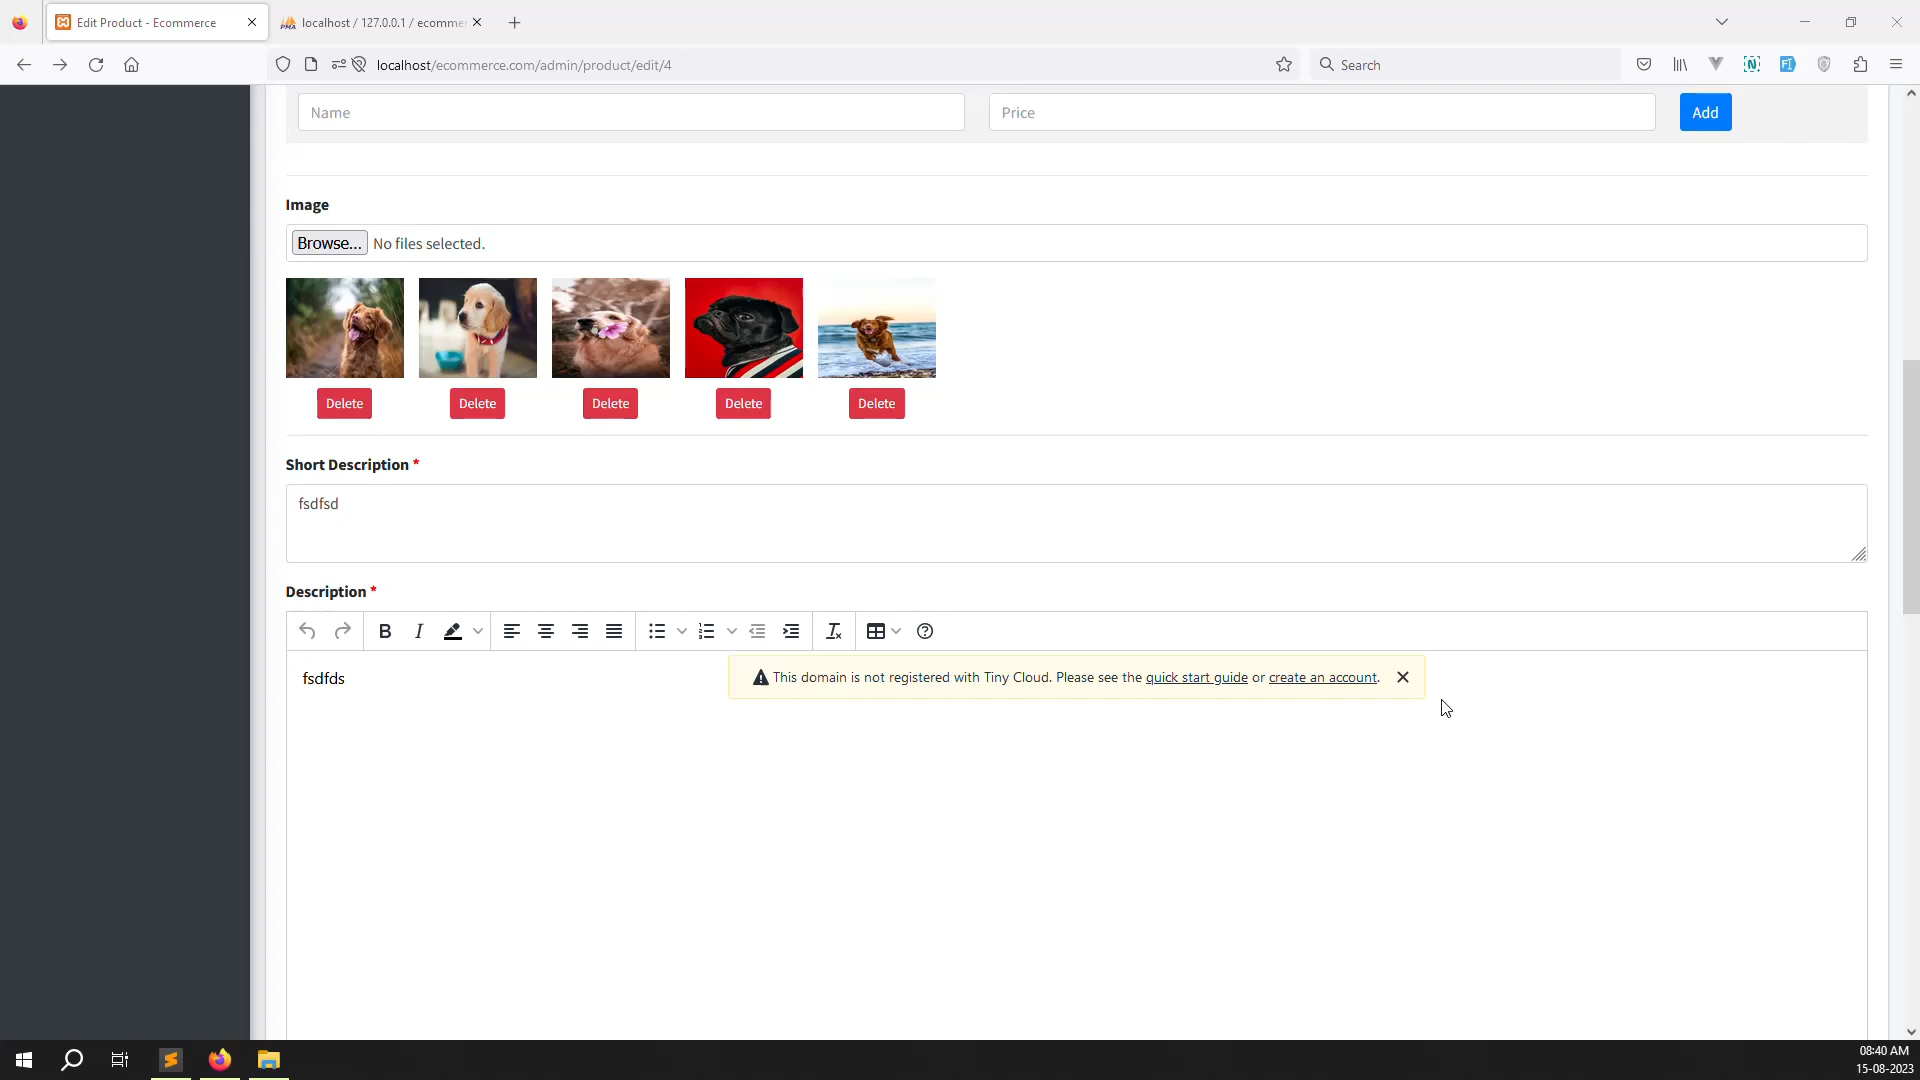 Edit Product - Ecommerce
localhost / 127.0.0.1 / ecomme
localhost/ecommerce.com/admin/product/edit/4
Search
Name
Price
Add
Image
Browse... No files selected.
Delete
Delete
Delete
Delete
Delete
Short Description *
fsdfsd
Description *
fsdfds
This domain is not registered with Tiny Cloud. Please see the quick start guide or create an account.
08:40 AM
15-08-2023